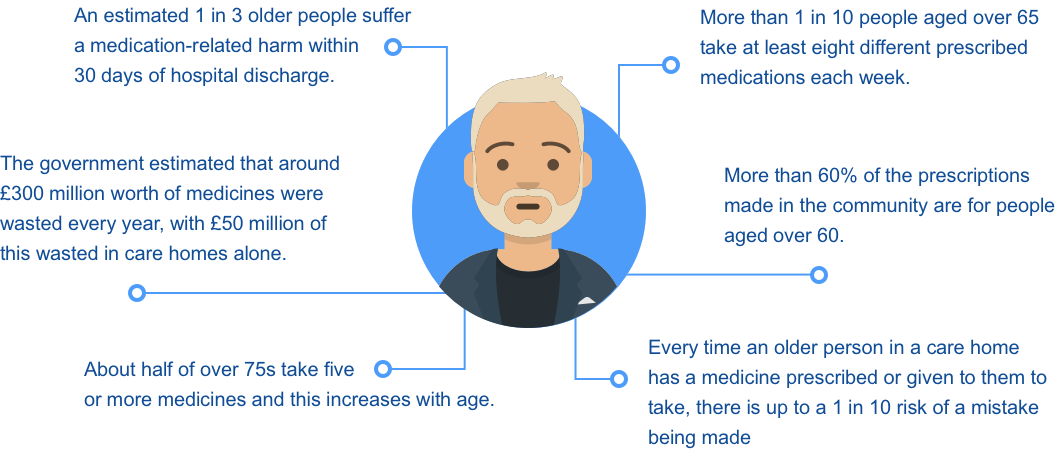 An estimated 1 in 3 older people suffer
a medication-related harm within
30 days of hospital discharge.
More than 1 in 10 people aged over 65
take at least eight different prescribed
medications each week.
The government estimated that around
£300 million worth of medicines were
wasted every year, with £50 million of
this wasted in care homes alone.
More than 60% of the prescriptions
made in the community are for people
aged over 60.
About half of over 75s take five
or more medicines and this increases with age.
Every time an older person in a care home
has a medicine prescribed or given to them to
take, there is up to a 1 in 10 risk of a mistake
being made